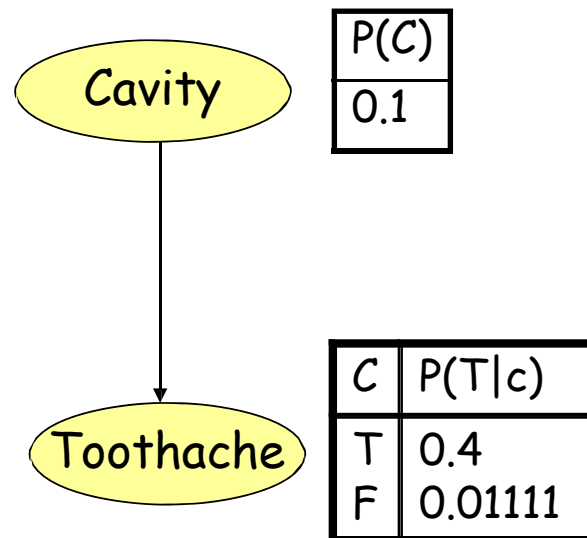 Cavity
P(C)
0.1
Toothache
C P(T|c)
T 0.4
F 0.01111